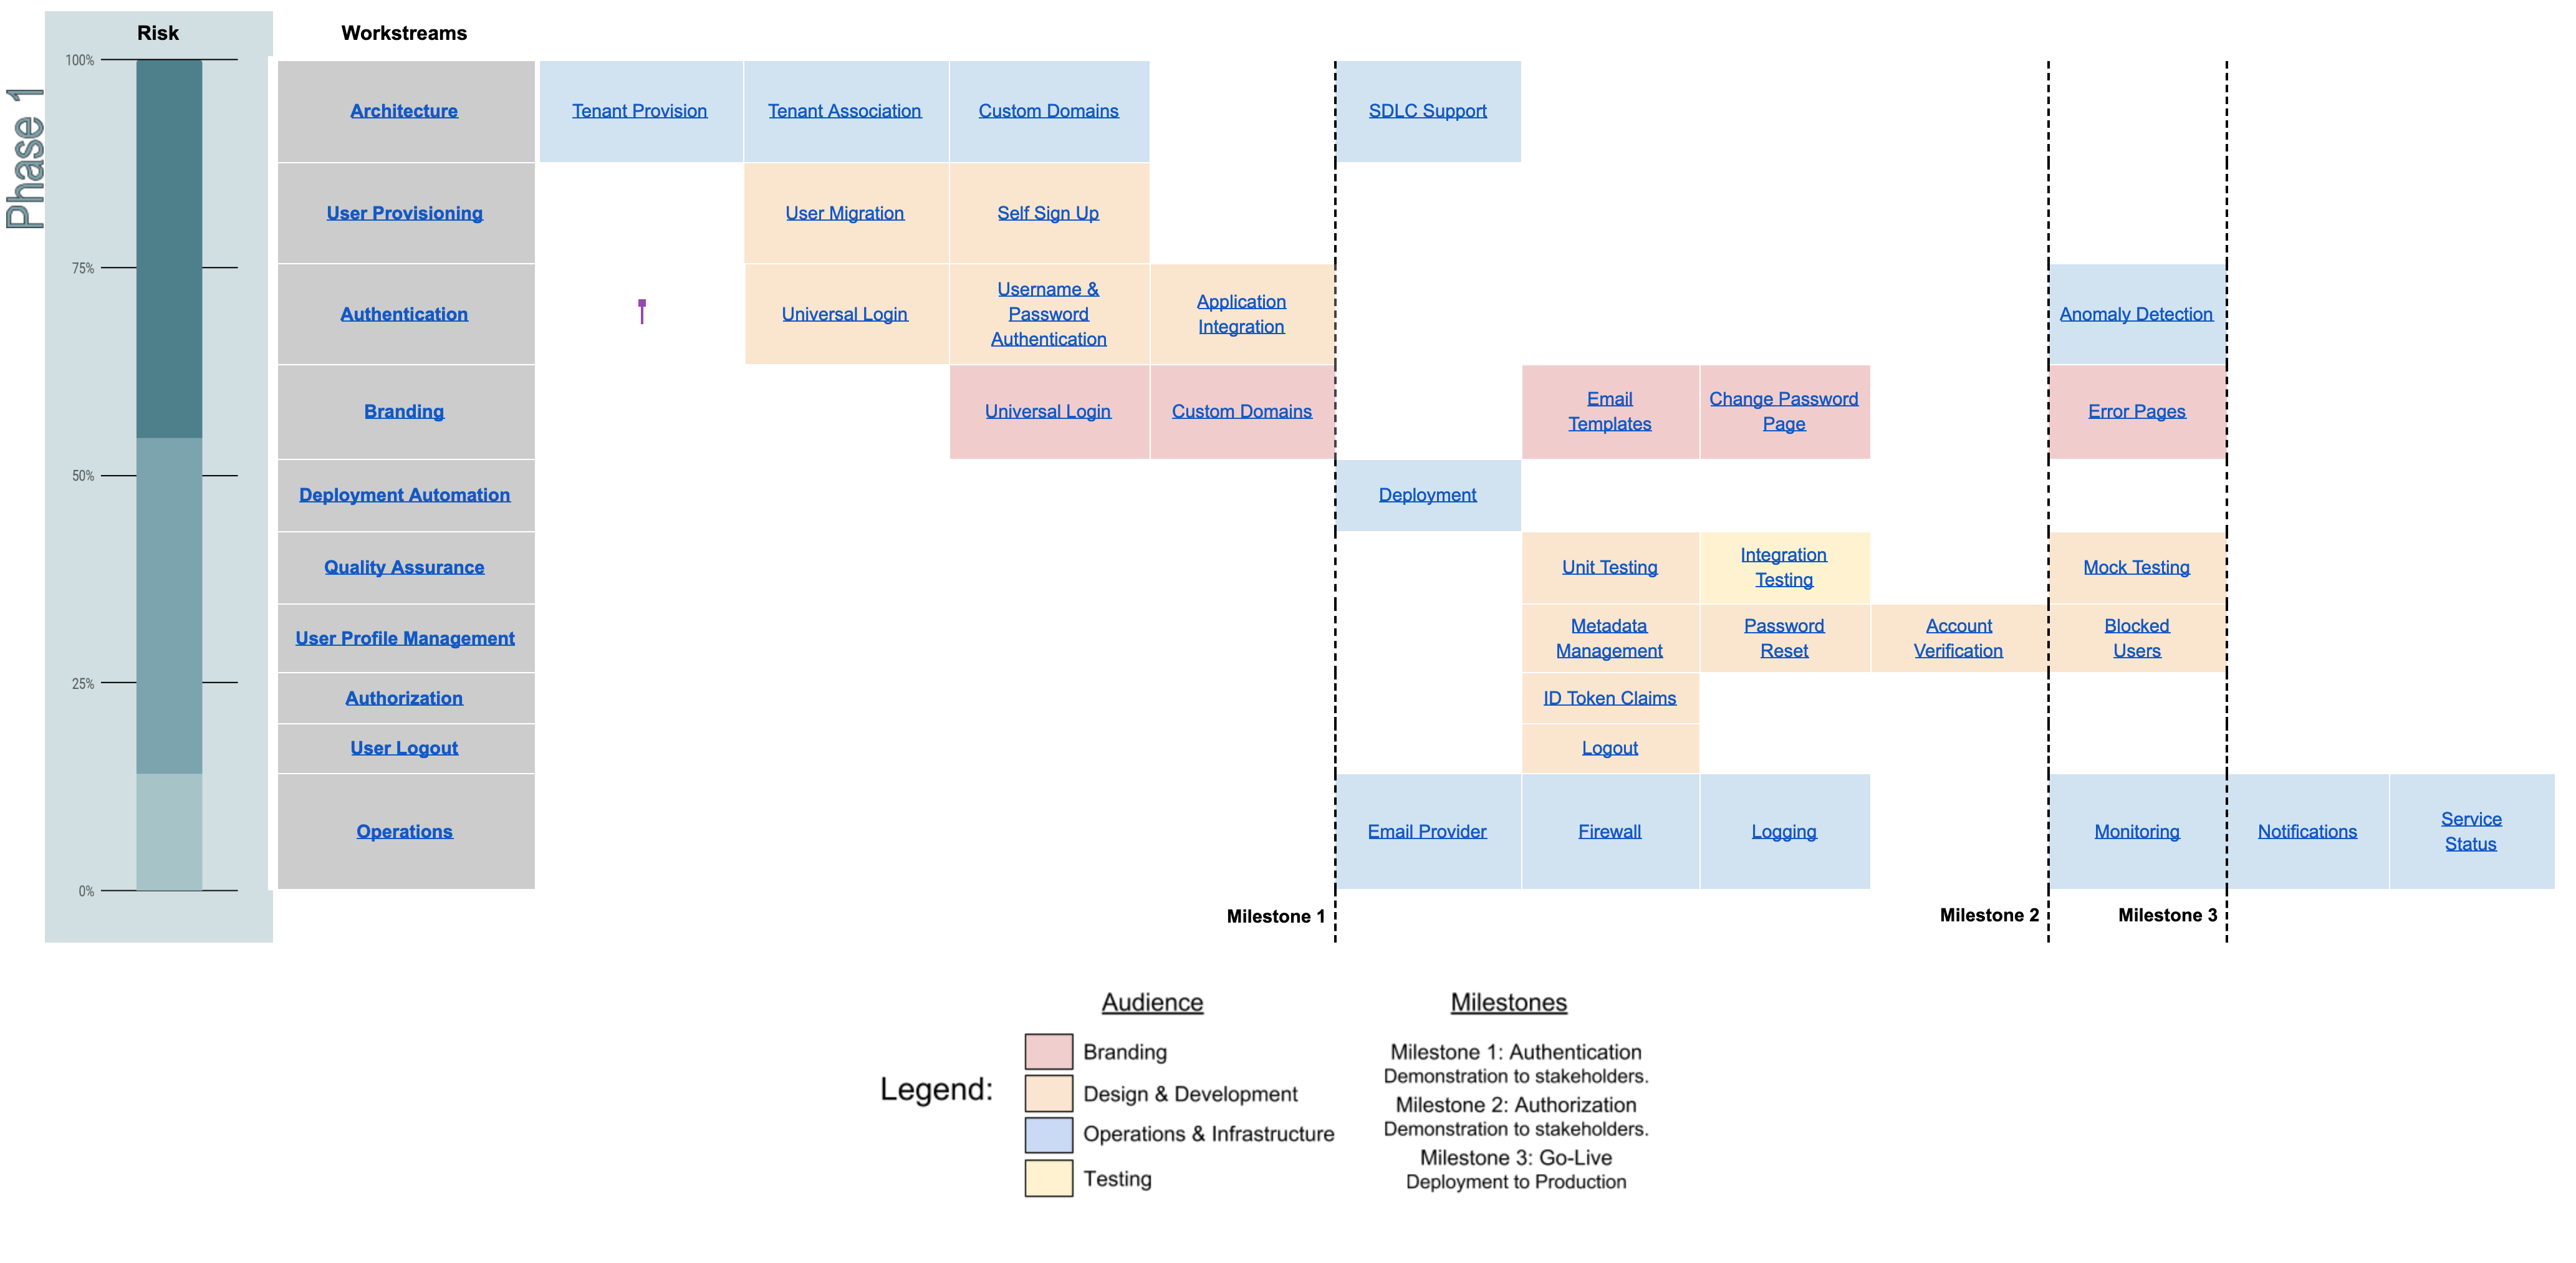 Phase 1
Risk
Workstreams
100%
75%
50%
25%
0%
Architecture
Tenant Provision
Tenant Association
Custom Domains
SDLC Support
User Provisioning
User Migration
Self Sign Up
Authentication
Universal Login
Username &
Password
Authentication
Application
Integration
Anomaly Detection
Branding
Universal Login
Custom Domains
Email
Templates
Change Password
Page
Error Pages
Deployment Automation
Deployment
Quality Assurance
Unit Testing
Integration
Testing
Mock Testing
User Profile Management
Metadata
Management
Password
Reset
Account
Verification
Blocked
Users
Authorization
ID Token Claims
User Logout
Logout
Operations
Email Provider
Firewall
Logging
Monitoring
Notifications
Service
Status
Milestone 1
Milestone 2
Milestone 3
Legend:
Audience
Branding
Design & Development
Operations & Infrastructure
Testing
Milestones
Milestone 1: Authentication
Demonstration to stakeholders.
Milestone 2: Authorization
Demonstration to stakeholders.
Milestone 3: Go-Live
Deployment to Production